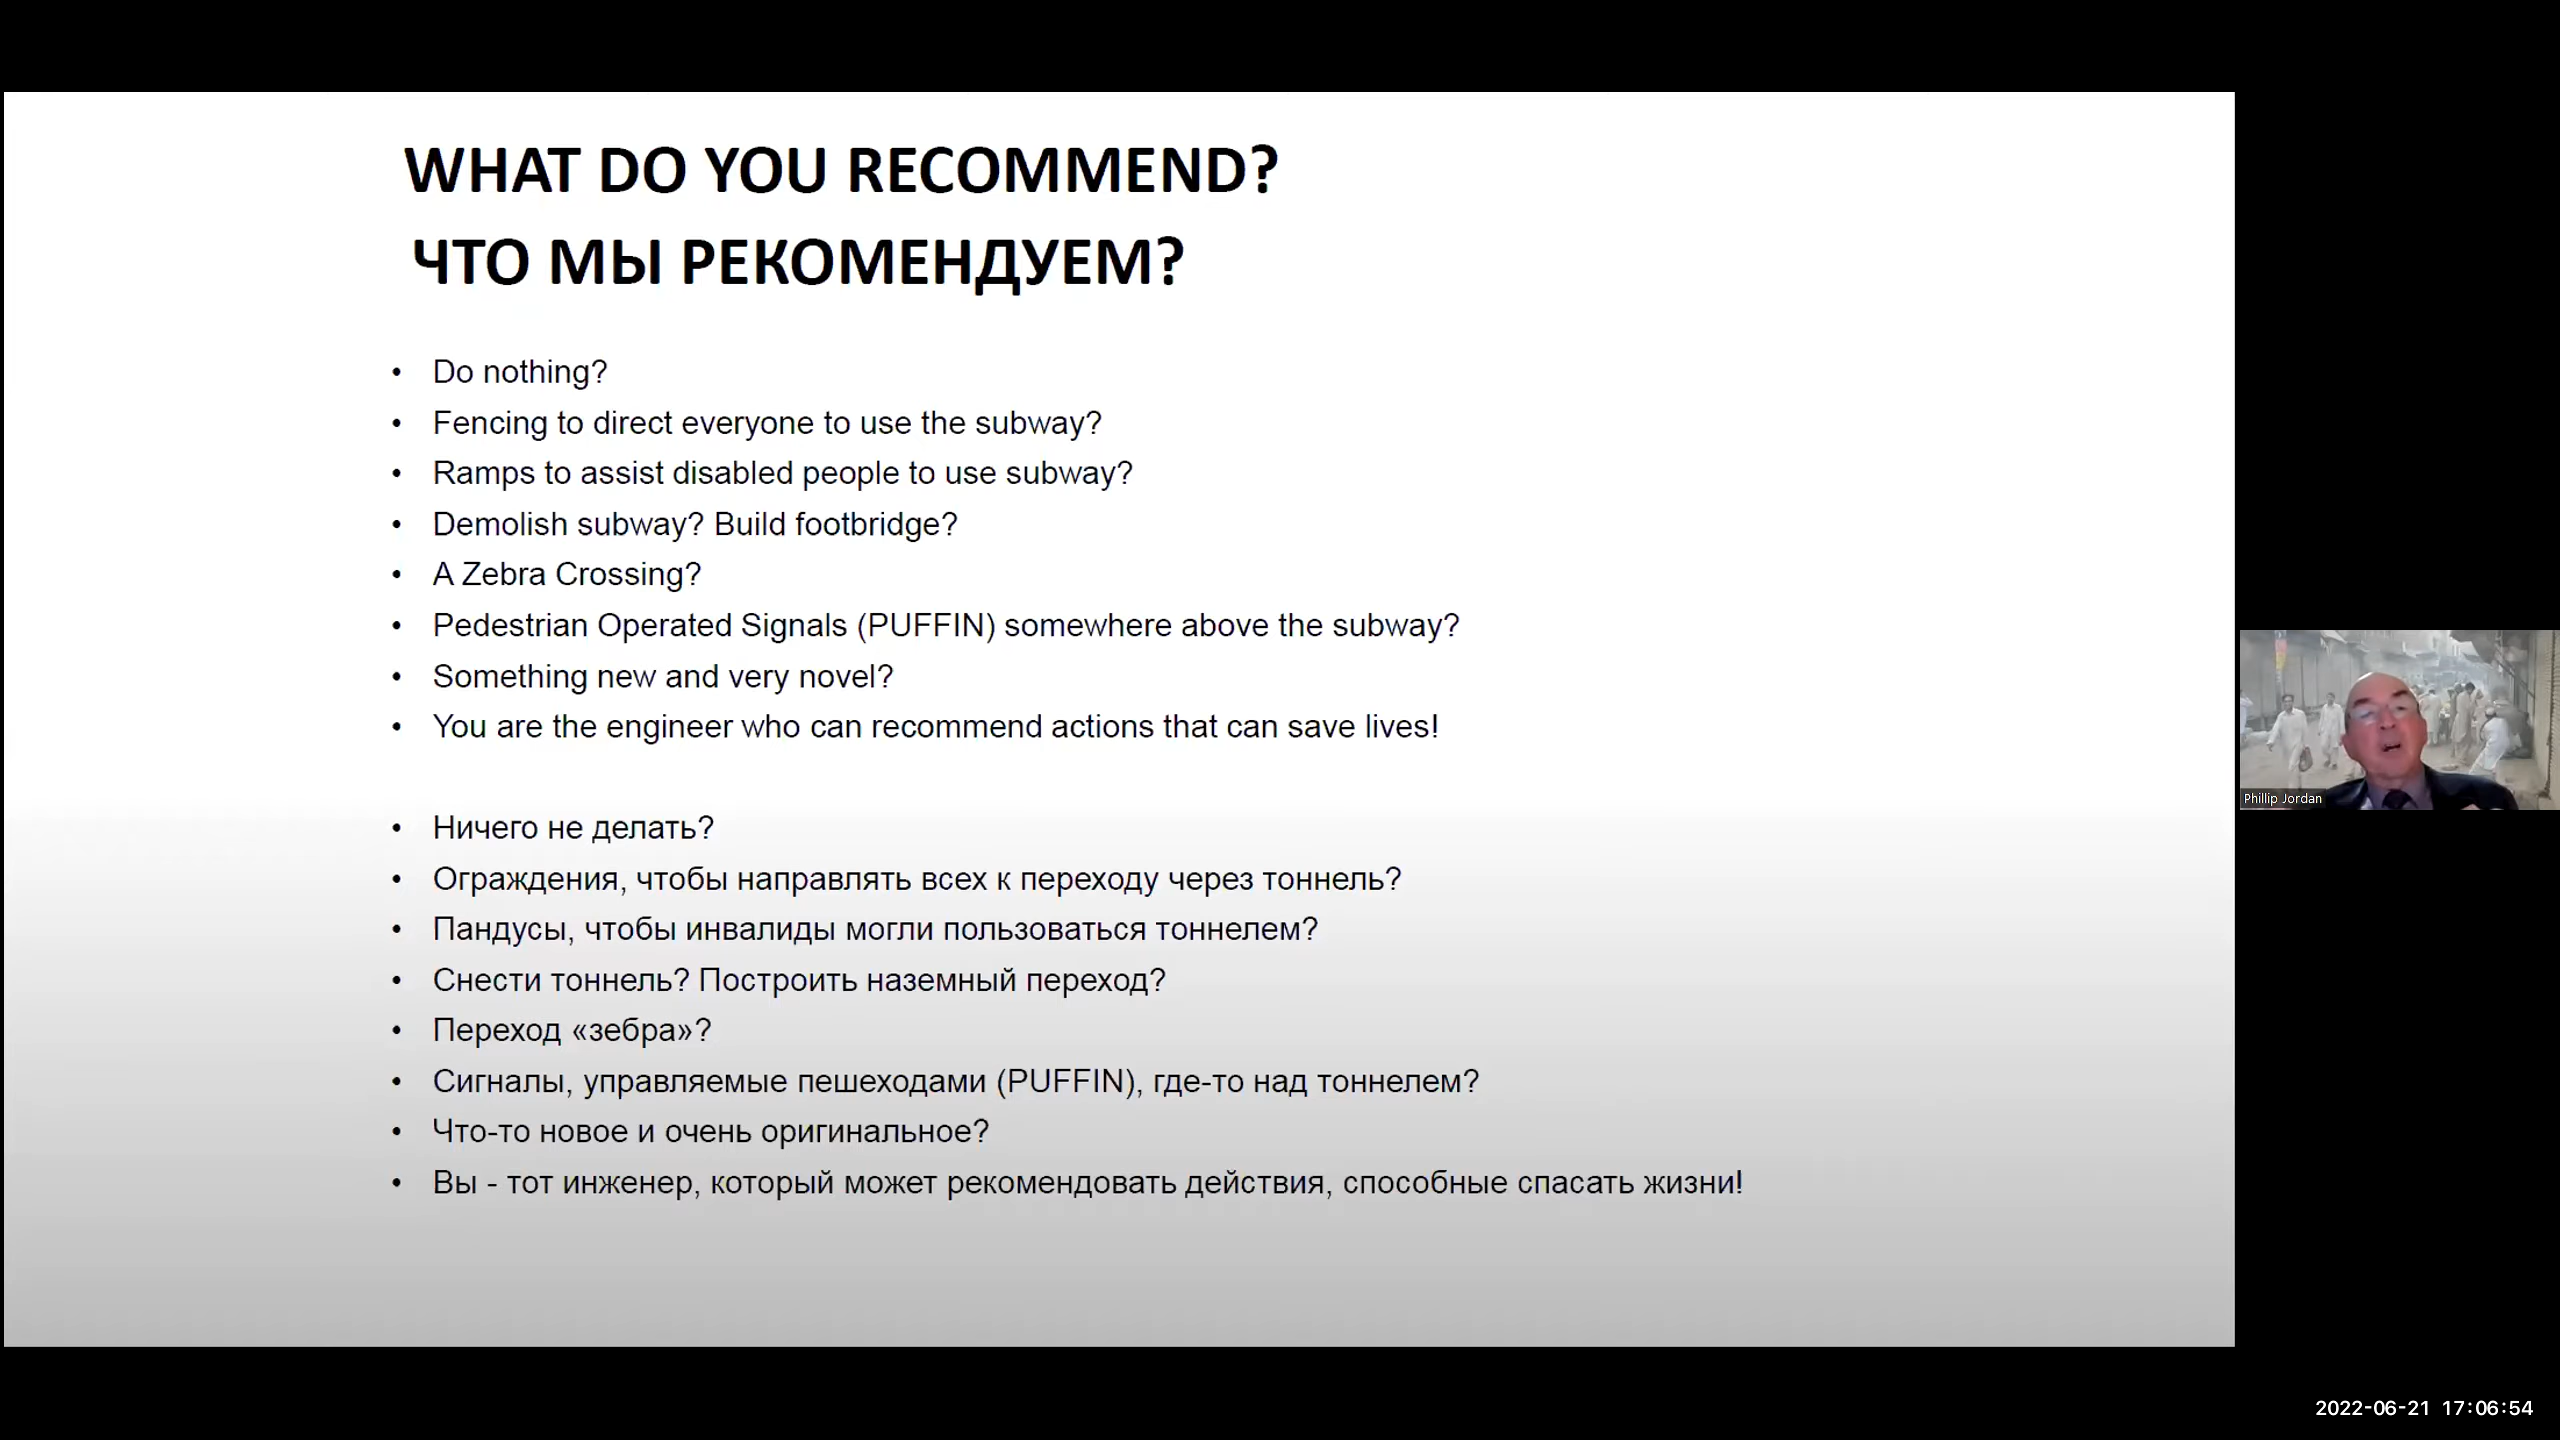 WHAT DO YOU RECOMMEND?
ЧТО МЫ РЕКОМЕНДУЕМ?
• Do nothing?
• Fencing to direct everyone to use the subway?
• Ramps to assist disabled people to use subway?
• Demolish subway? Build footbridge?
• A Zebra Crossing?
• Pedestrian Operated Signals (PUFFIN) somewhere above the subway?
• Something new and very novel?
• You are the engineer who can recommend actions that can save lives!
• Ничего не делать?
• Ограждения, чтобы направлять всех к переходу через тоннель?
• Пандусы, чтобы инвалиды могли пользоваться тоннелем?
• Снести тоннель? Построить наземный переход?
• Переход «зебра»?
• Сигналы, управляемые пешеходами (PUFFIN), где-то над тоннелем?
• Что-то новое и очень оригинальное?
• Вы - тот инженер, который может рекомендовать действия, способные спасать жизни!
Phillip Jordan
2022-06-21 17:06:54